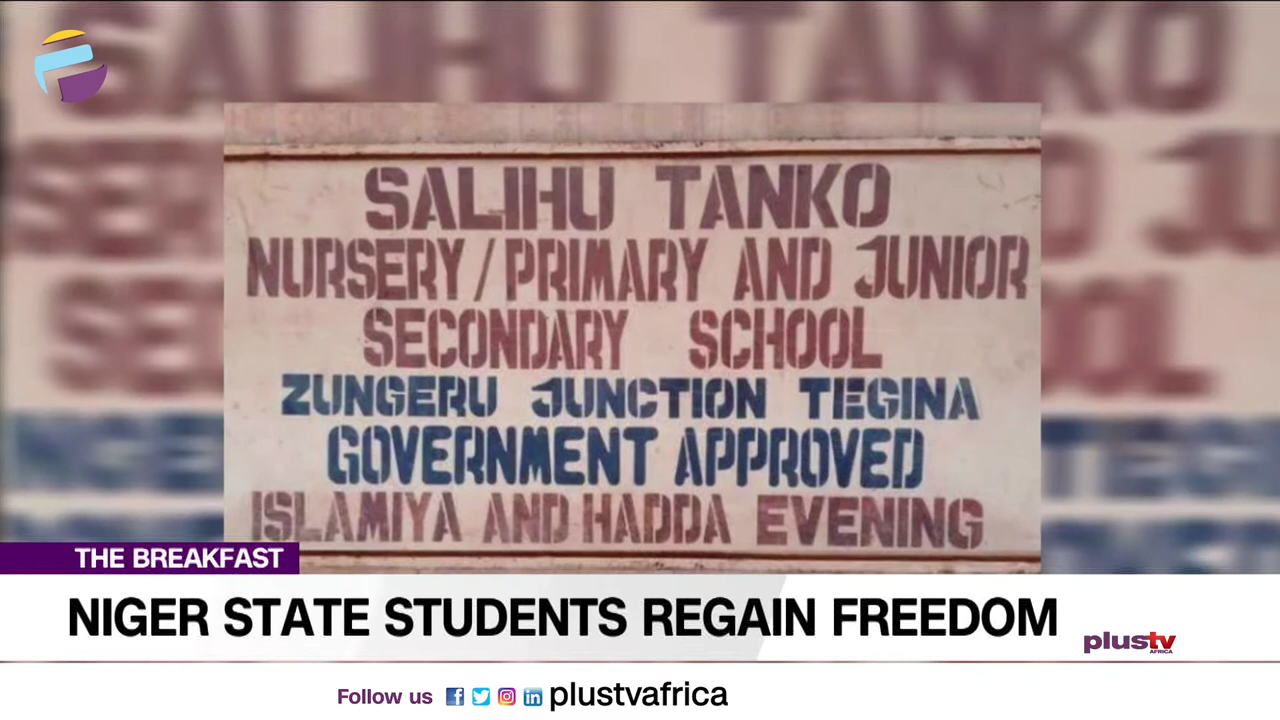 SALIHU TANKO
NURSERY/PRIMARY AND JUNIOR
SECONDARY SCHOOL
ZUNGERU JUNCTION TEGINA
GOVERNMENT APPROVED
ISLAMIYA AND HADDA EVENING
THE BREAKFAST
NIGER STATE STUDENTS REGAIN FREEDOM
plustv
AFRICA
Follow us plustvafrica